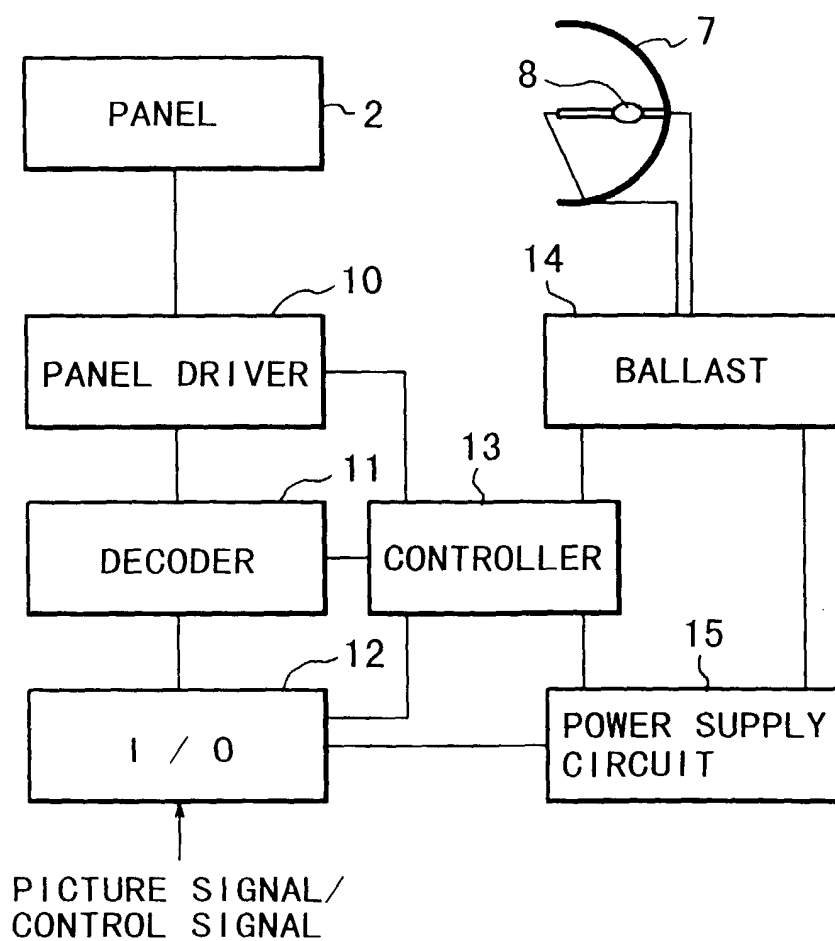 7
8
PANEL
2
10
14
PANEL DRIVER
BALLAST
11
13
DECODER
CONTROLLER
12
15
I / O
POWER SUPPLY
CIRCUIT
PICTURE SIGNAL/
CONTROL SIGNAL